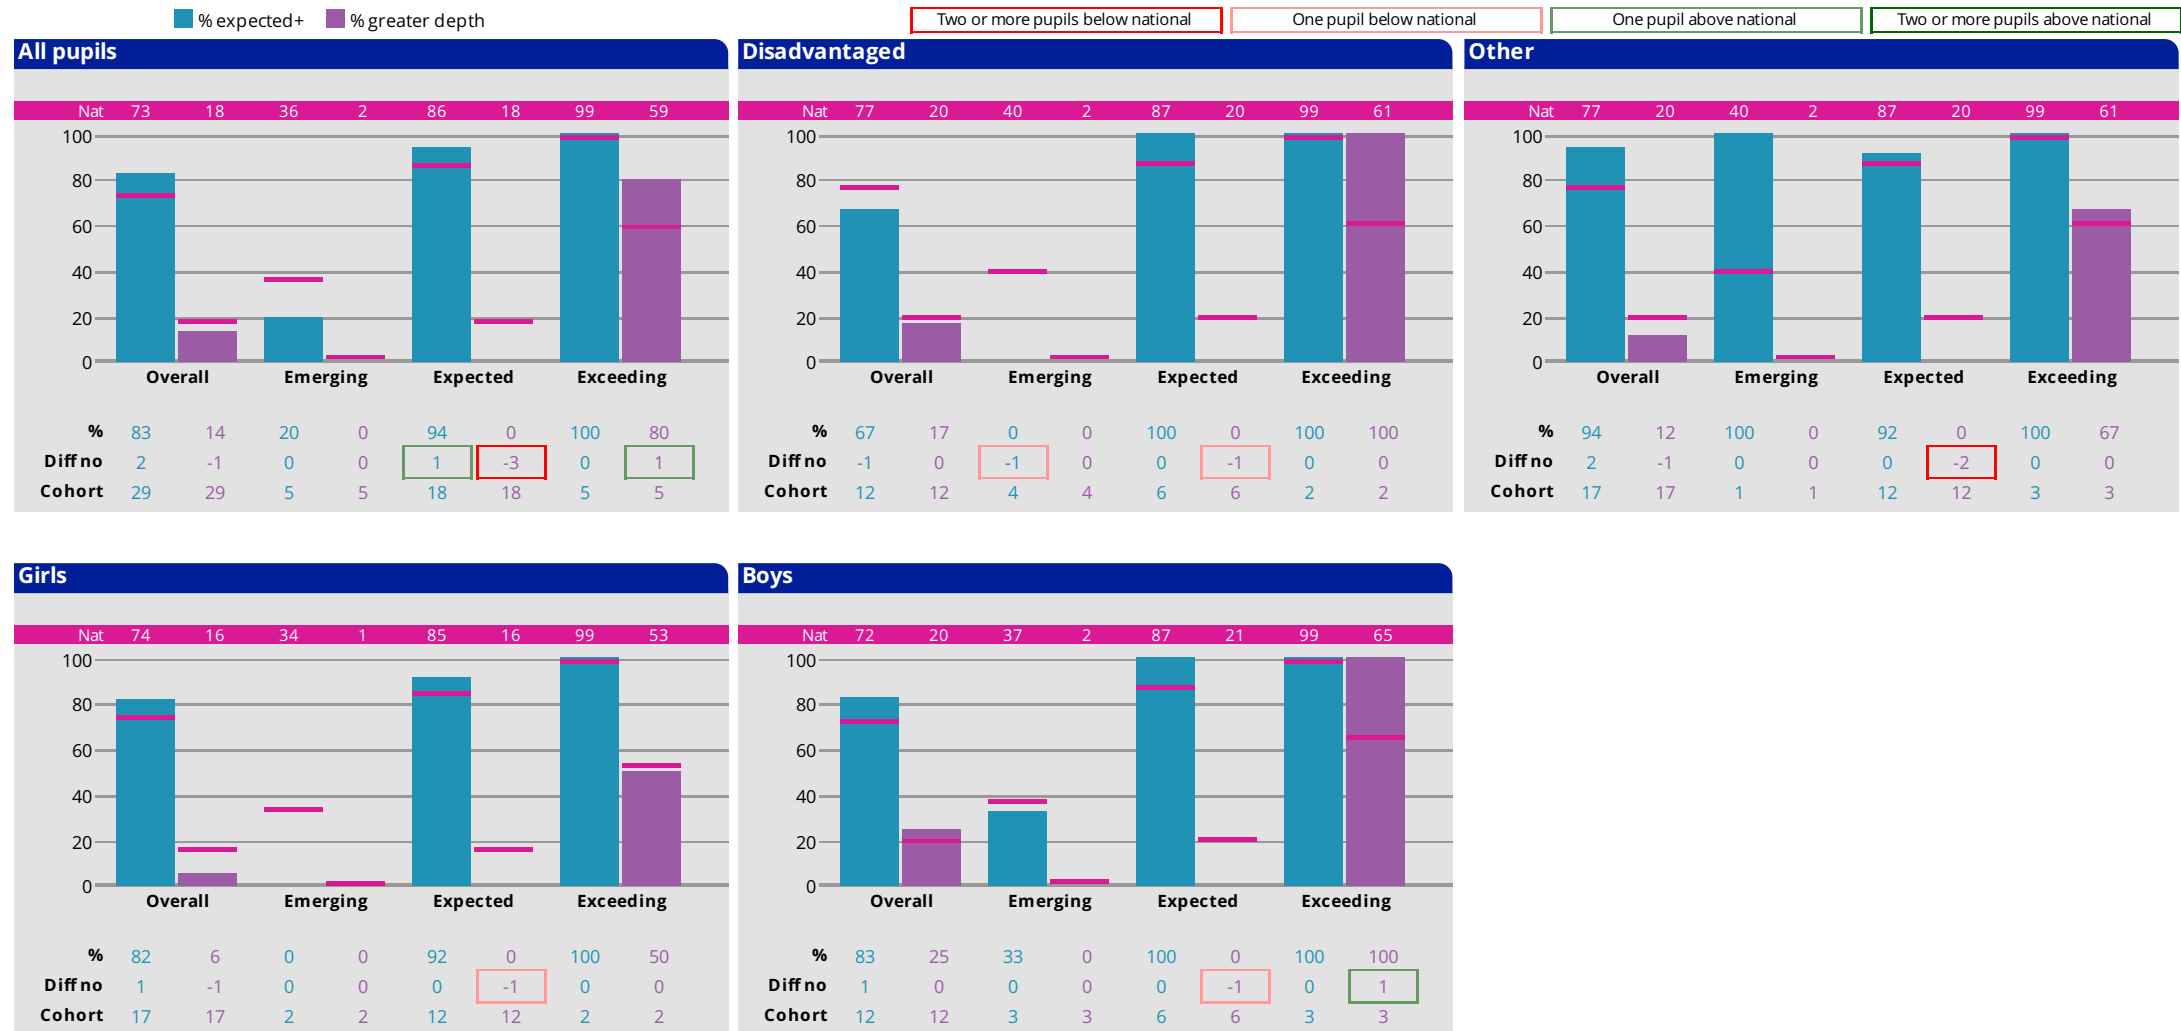 % expected+ % greater depth Two or more pupils below national One pupil below national One pupil above national Two or more pupils above national
All pupils
Nat 73 18 36 2 86 18 99 59
100
80
60
40
20
0
Overall Emerging Expected Exceeding
% 83 14 20 0 94 0 100 80
Diff no 2 -1 0 0 1 -3 0 1
Cohort 29 29 5 5 18 18 5 5
Disadvantaged
Nat 77 20 40 2 87 20 99 61
100
80
60
40
20
0
Overall Emerging Expected Exceeding
% 67 17 0 0 100 0 100 100
Diff no -1 0 -1 0 0 -1 0 0
Cohort 12 12 4 4 6 6 2 2
Other
Nat 77 20 40 2 87 20 99 61
100
80
60
40
20
0
Overall Emerging Expected Exceeding
% 94 12 100 0 92 0 100 67
Diff no 2 -1 0 0 0 -2 0 0
Cohort 17 17 1 1 12 12 3 3
Girls
Nat 74 16 34 1 85 16 99 53
100
80
60
40
20
0
Overall Emerging Expected Exceeding
% 82 6 0 0 92 0 100 50
Diff no 1 -1 0 0 0 -1 0 0
Cohort 17 17 2 2 12 12 2 2
Boys
Nat 72 20 37 2 87 21 99 65
100
80
60
40
20
0
Overall Emerging Expected Exceeding
% 83 25 33 0 100 0 100 100
Diff no 1 0 0 0 0 -1 0 1
Cohort 12 12 3 3 6 6 3 3